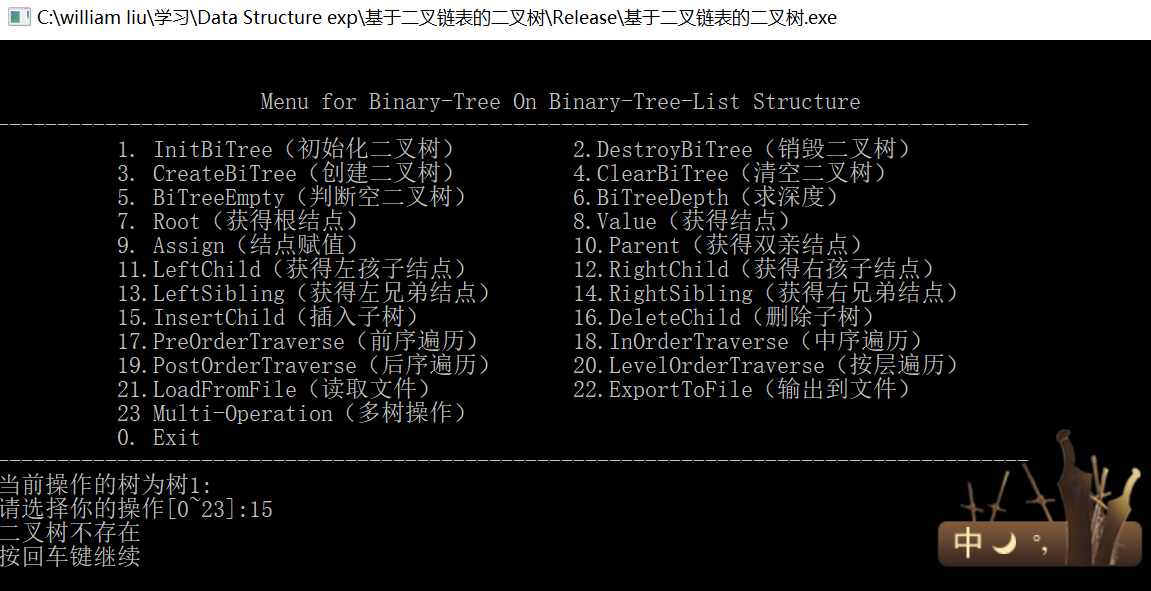 C:\william liu\学习\Data Structure exp\基于二叉链表的二叉树\Release\基于二叉链表的二叉树.exe
Menu for Binary-Tree On Binary-Tree-List Structure
1. InitBiTree（初始化二叉树） 2.DestroyBiTree（销毁二叉树）
3. CreateBiTree（创建二叉树） 4.ClearBiTree（清空二叉树）
5. BiTreeEmpty（判断空二叉树） 6.BiTreeDepth（求深度）
7. Root（获得根结点） 8.Value（获得结点）
9. Assign（结点赋值） 10.Parent（获得双亲结点）
11.LeftChild（获得左孩子结点） 12.RightChild（获得右孩子结点）
13.LeftSibling（获得左兄弟结点） 14.RightSibling（获得右兄弟结点）
15.InsertChild（插入子树） 16.DeleteChild（删除子树）
17.PreOrderTraverse（前序遍历） 18.InOrderTraverse（中序遍历）
19.PostOrderTraverse（后序遍历） 20.LevelOrderTraverse（按层遍历）
21.LoadFromFile（读取文件） 22.ExportToFile（输出到文件）
23 Multi-Operation（多树操作）
0. Exit
当前操作的树为树1:
请选择你的操作[0~23]:15
二叉树不存在
按回车键继续
中 °,